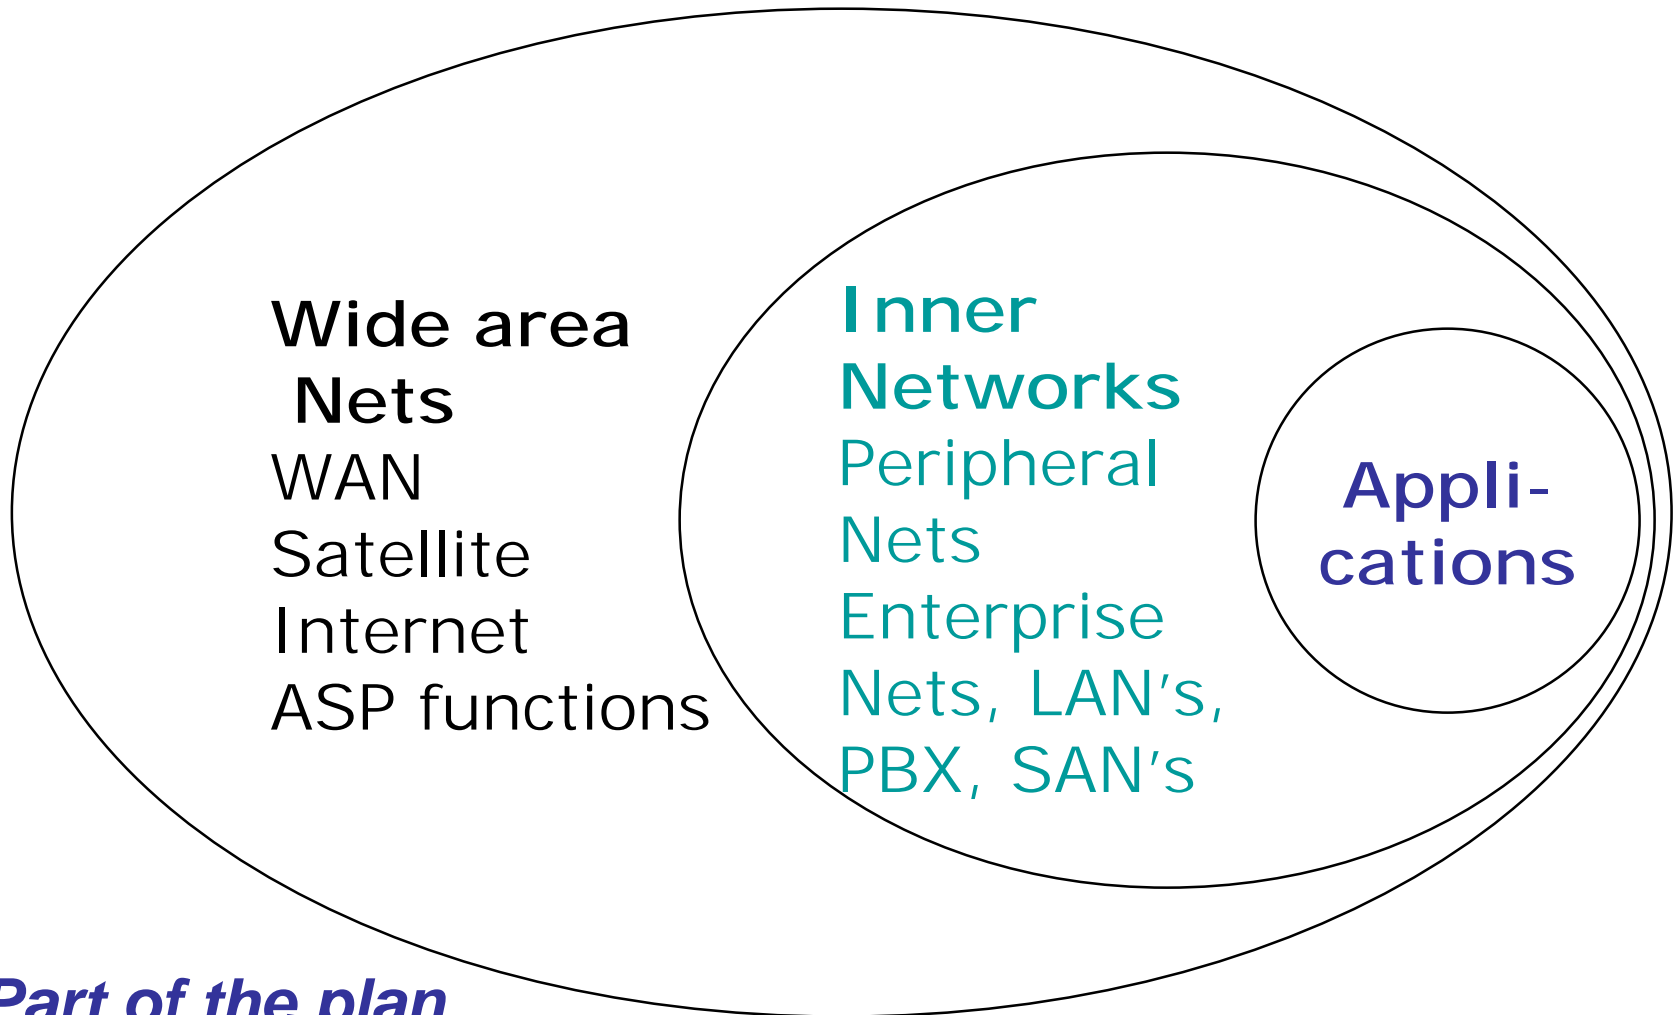 Wide area
Nets
WAN
Satellite
Internet
ASP functions
Inner
Networks
Peripheral
Nets
Enterprise
Nets, LAN's,
PBX, SAN's
Appli-
cations
Part of the plan